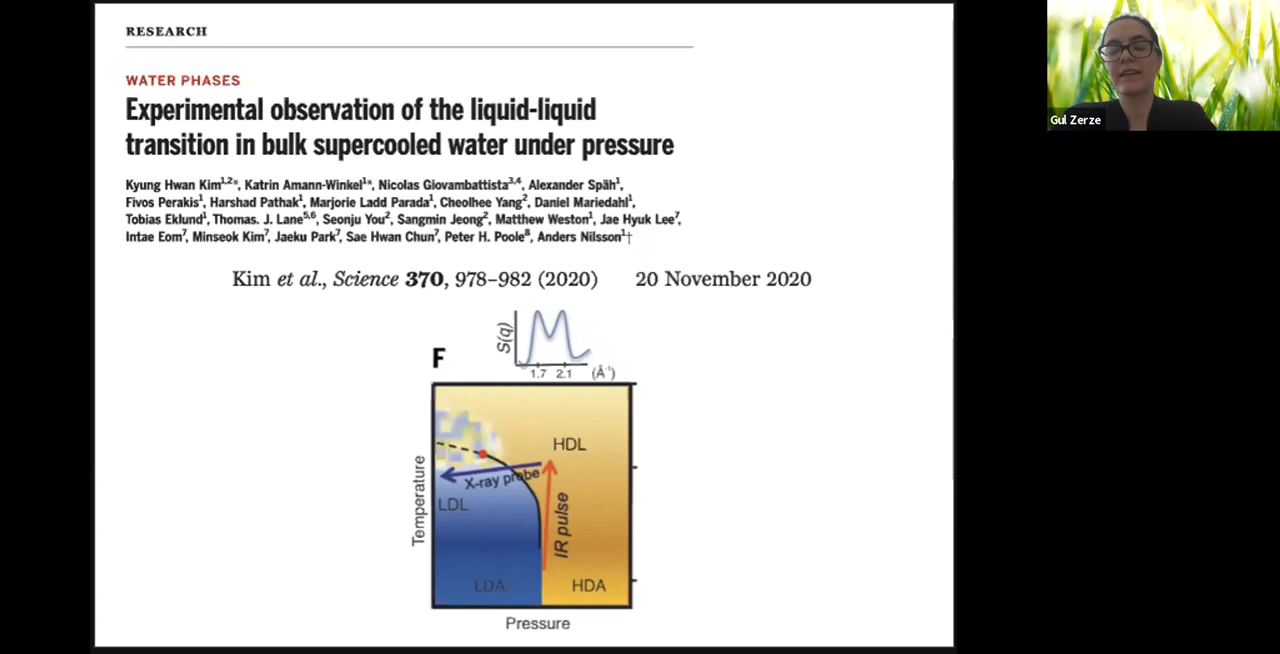 RESEARCH
WATER PHASES
Experimental observation of the liquid-liquid
transition in bulk supercooled water under pressure
Kyung Hwan Kim1,2*, Katrin Amann-Winkel1*, Nicolas Giovambattista3,4, Alexander Späh1,
Fivos Perakis1, Harshad Pathak1, Marjorie Ladd Parada1, Cheolhee Yang2, Daniel Mariedahl1,
Tobias Eklund1, Thomas. J. Lane5,6, Seonju You2, Sangmin Jeong2, Matthew Weston1, Jae Hyuk Lee7,
Intae Eom7, Minseok Kim7, Jaeku Park7, Sae Hwan Chun7, Peter H. Poole8, Anders Nilsson1†
Kim et al., Science 370, 978–982 (2020) 20 November 2020
F
S(q)
1.7 2.1 (Å⁻¹)
HDL
X-ray probe
LDL
IR pulse
LDA
HDA
Temperature
Pressure
Gul Zerze